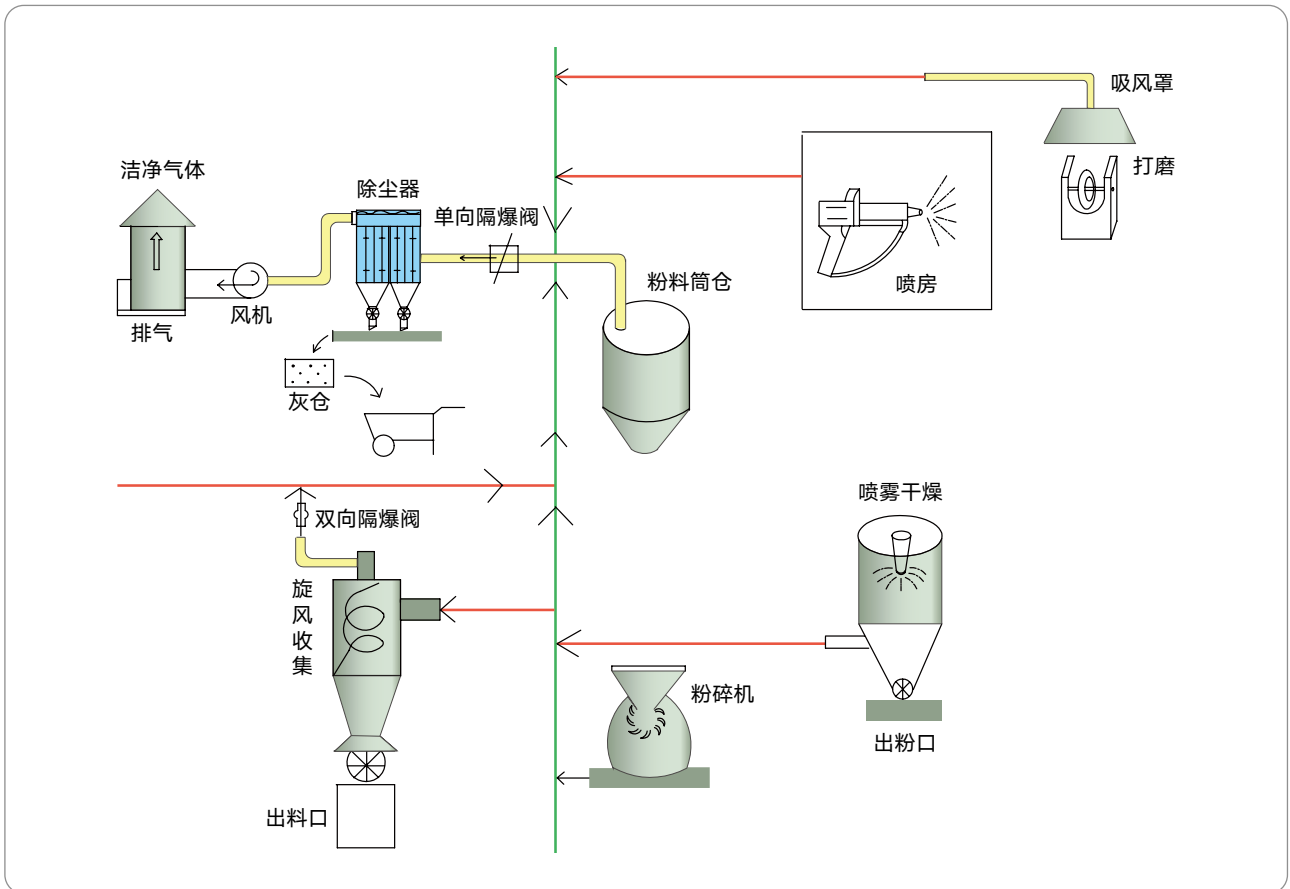 吸风罩
打磨
洁净气体
除尘器
单向隔爆阀
粉料筒仓
喷房
风机
排气
灰仓
喷雾干燥
双向隔爆阀
旋
风
收
集
粉碎机
出粉口
出料口